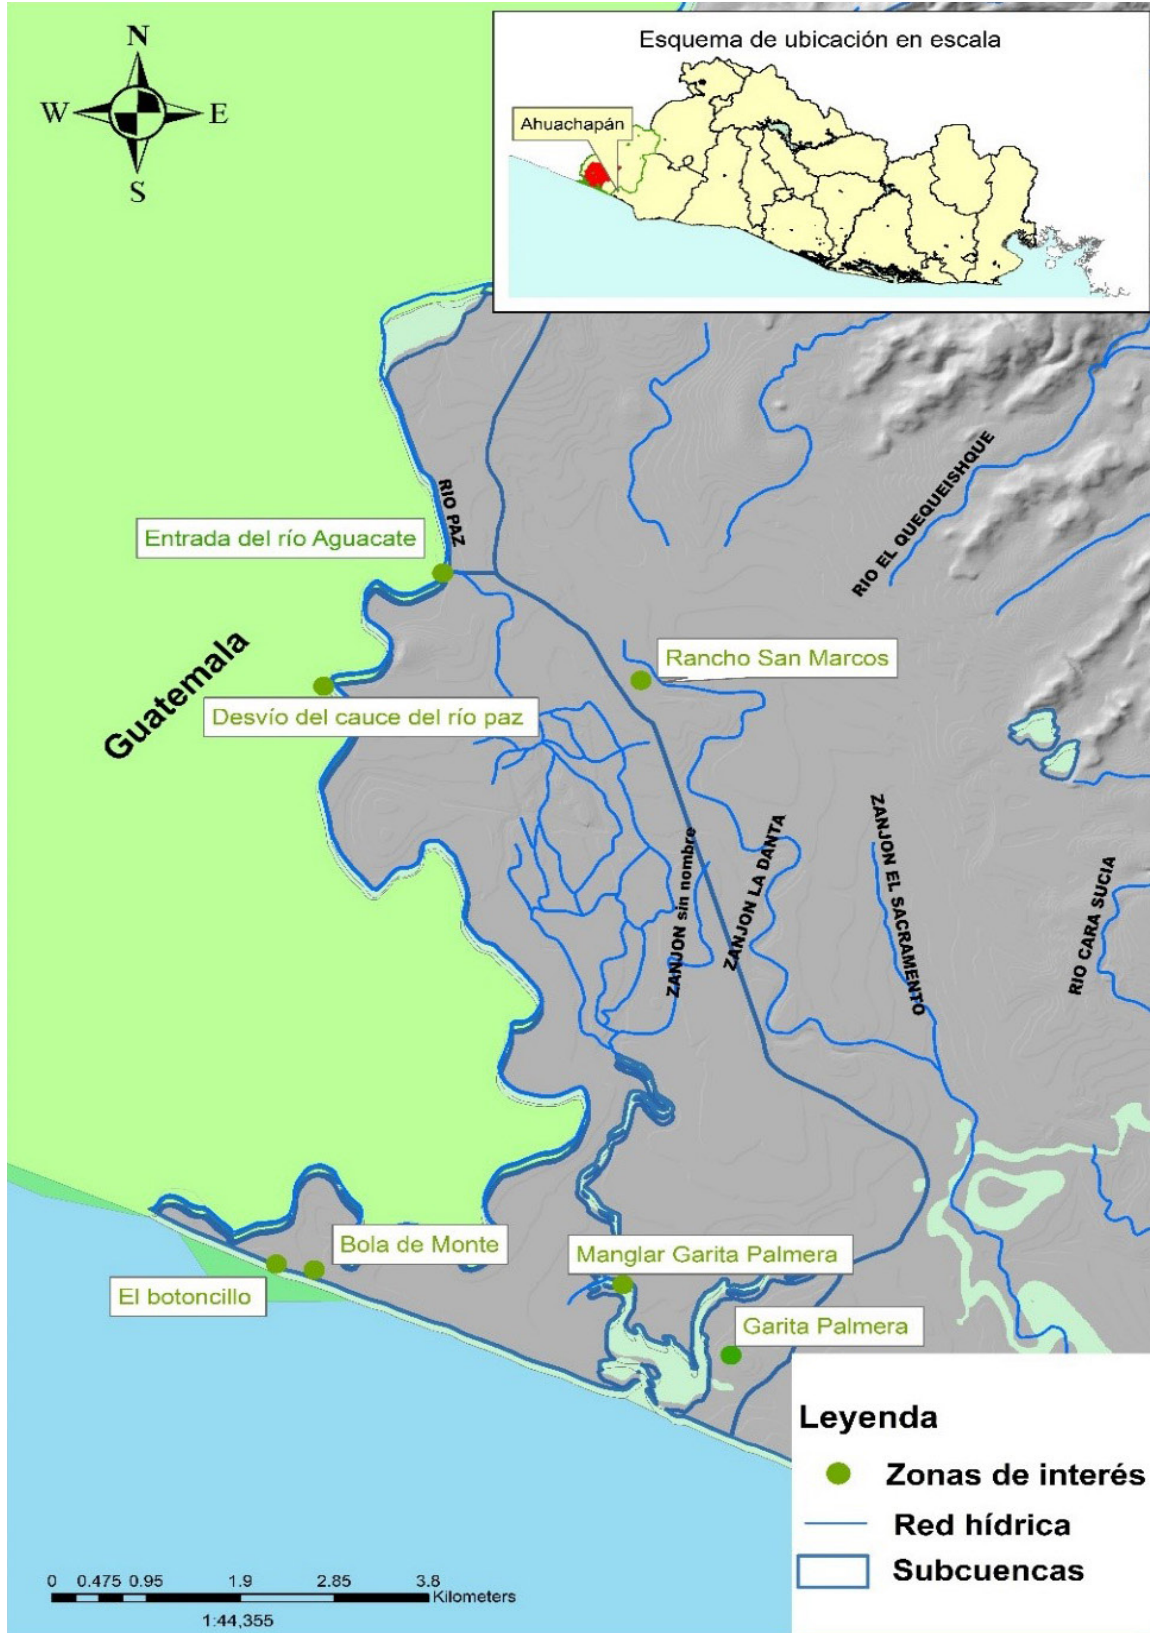 N
W
E
S
Esquema de ubicación en escala
Ahuachapán
RIO PAZ
RIO EL QUEQUEISHQUE
Entrada del río Aguacate
Guatemala
Rancho San Marcos
Desvío del cauce del río paz
ZANJON sin nombre
ZANJON LA DANTA
ZANJON EL SACRAMENTO
RIO CARA SUCIA
Bola de Monte
El botoncillo
Manglar Garita Palmera
Garita Palmera
Leyenda
Zonas de interés
Red hídrica
Subcuencas
0 0.475 0.95 1.9 2.85 3.8
Kilometers
1:44,355